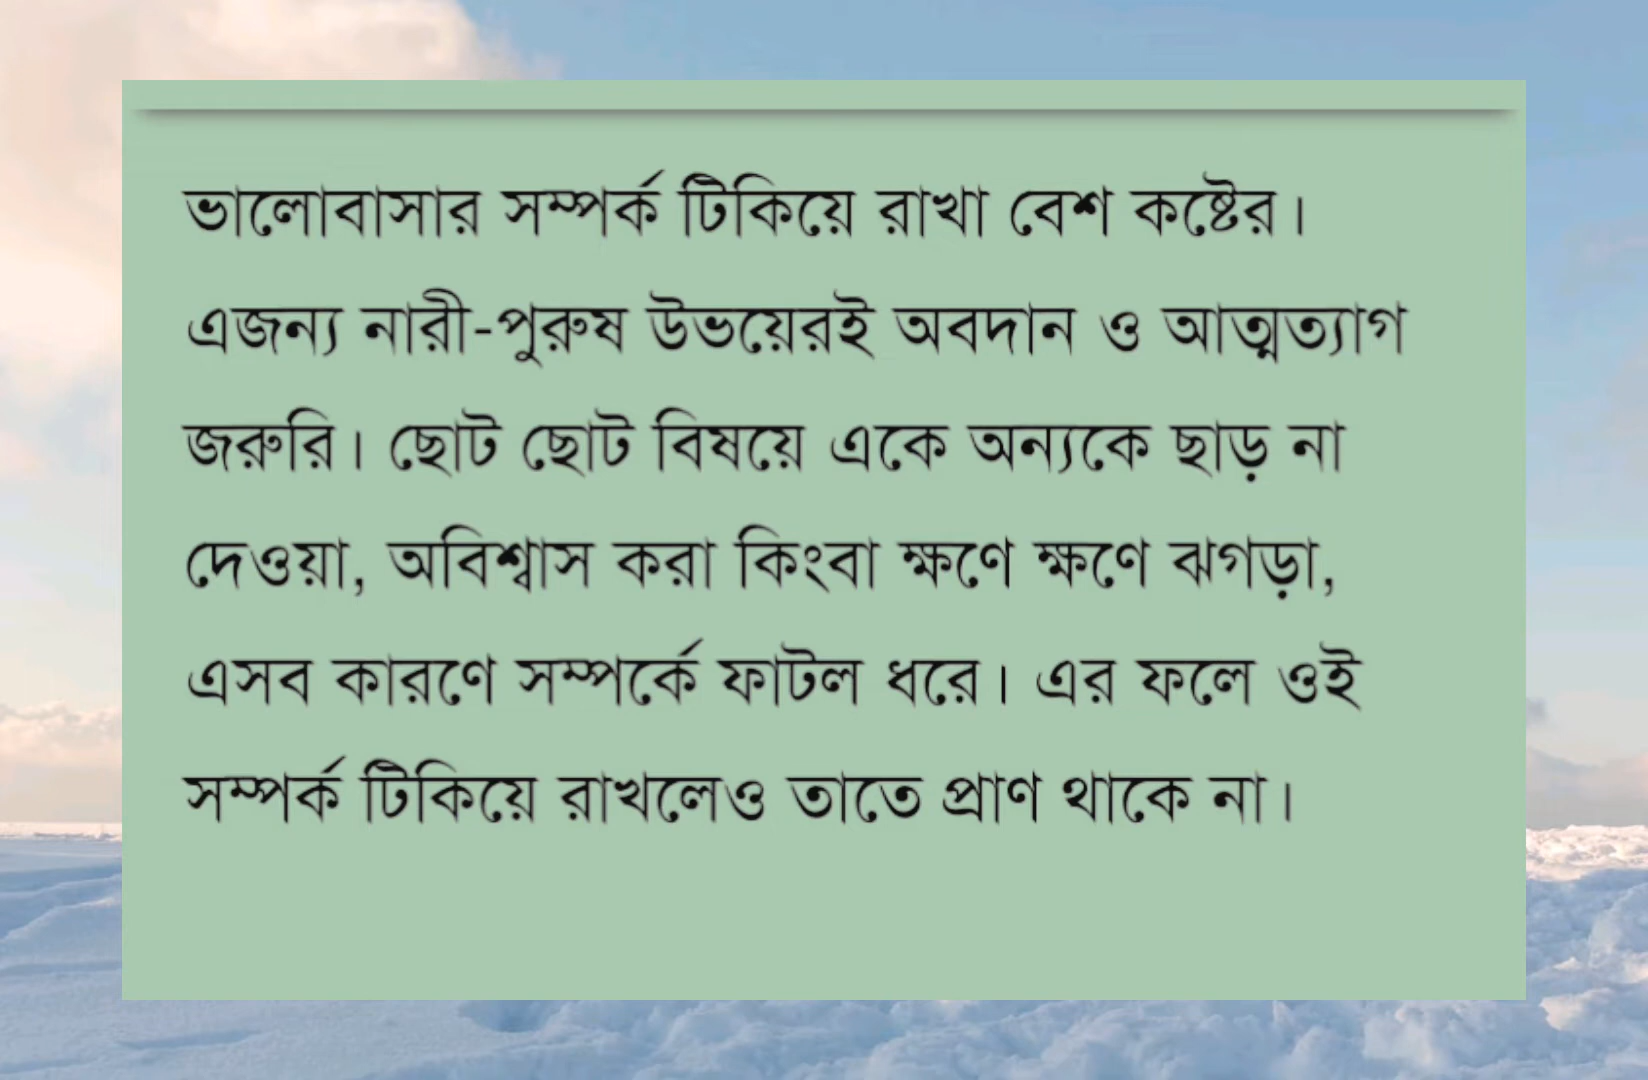 ভালোবাসার সম্পর্ক টিকিয়ে রাখা বেশ কষ্টের।
এজন্য নারী-পুরুষ উভয়েরই অবদান ও আত্মত্যাগ
জরুরি। ছোট ছোট বিষয়ে একে অন্যকে ছাড় না
দেওয়া, অবিশ্বাস করা কিংবা ক্ষণে ক্ষণে ঝগড়া,
এসব কারণে সম্পর্কে ফাটল ধরে। এর ফলে ওই
সম্পর্ক টিকিয়ে রাখলেও তাতে প্রাণ থাকে না।